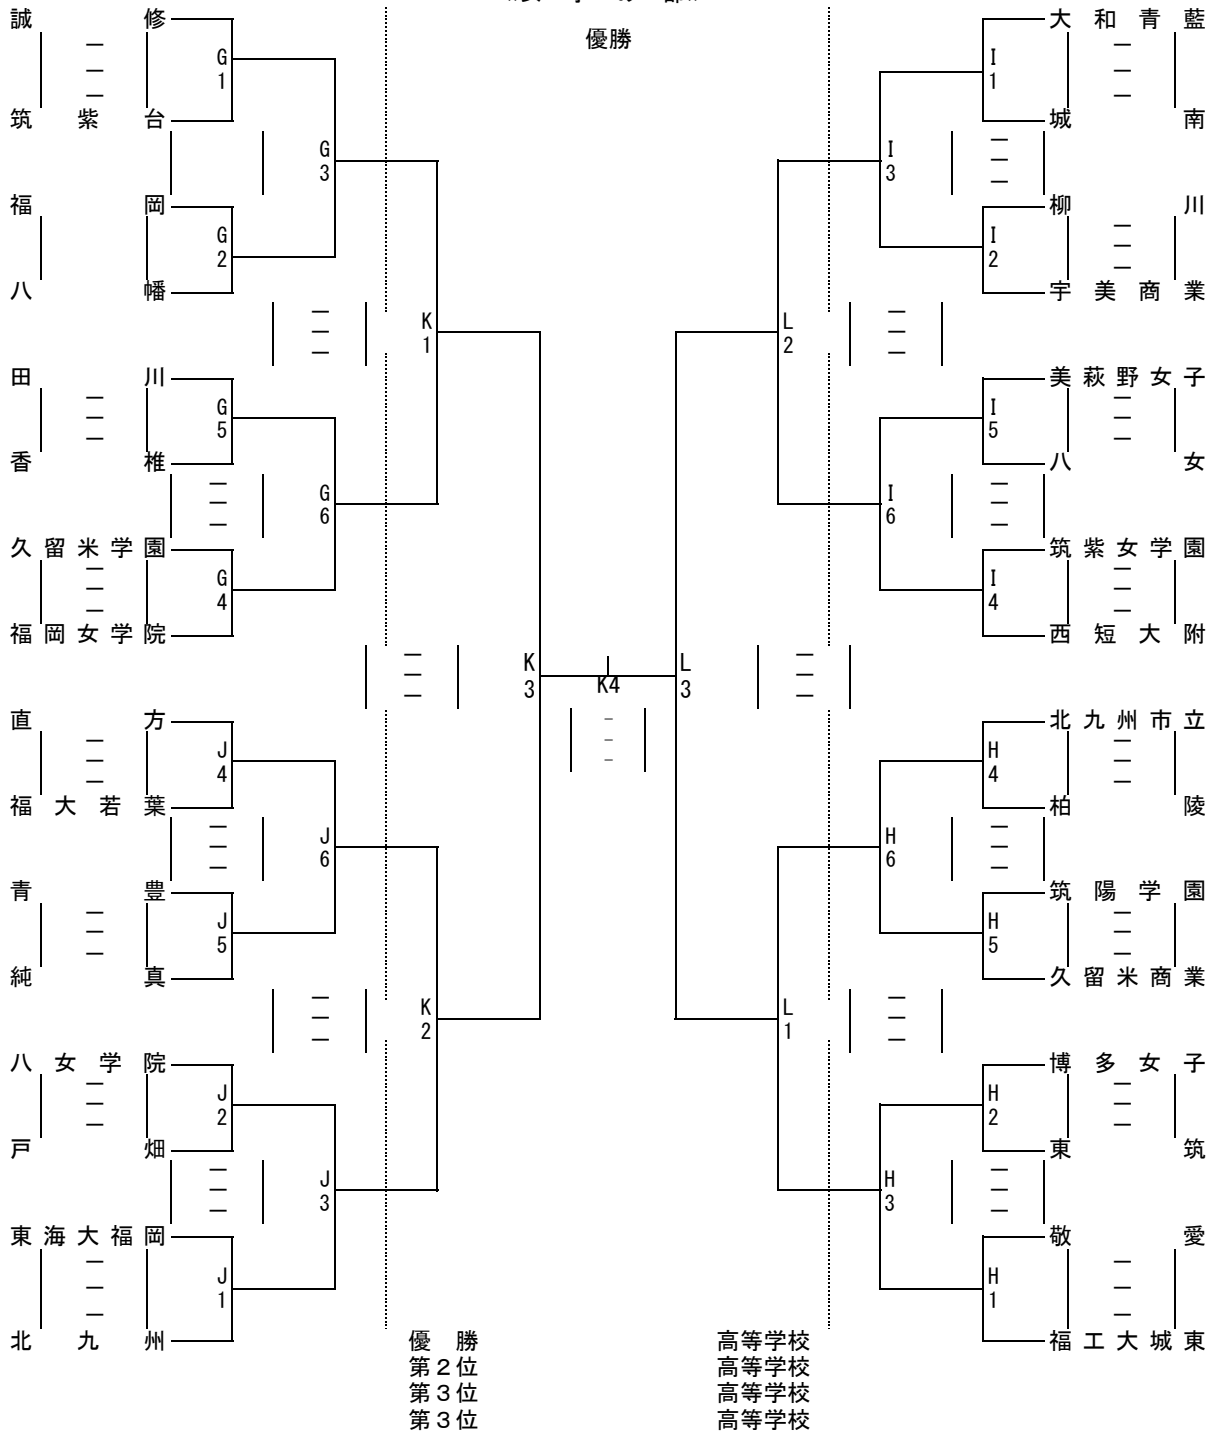 優勝
誠修
G1
筑紫台
G3
福岡
G2
八幡
K1
田川
G5
香椎
G6
久留米学園
G4
福岡女学院
K3
直方
J4
福大若葉
J6
青豊
J5
純真
K2
八女学院
J2
戸畑
J3
東海大福岡
J1
北九州
K4
大和青藍
I1
城南
I3
柳川
I2
宇美商業
L2
美萩野女子
I5
八女
I6
筑紫女学園
I4
西短大附
L3
北九州市立
H4
柏陵
H6
筑陽学園
H5
久留米商業
L1
博多女子
H2
東筑
H3
敬愛
H1
福工大城東
優勝 高等学校
第2位 高等学校
第3位 高等学校
第3位 高等学校